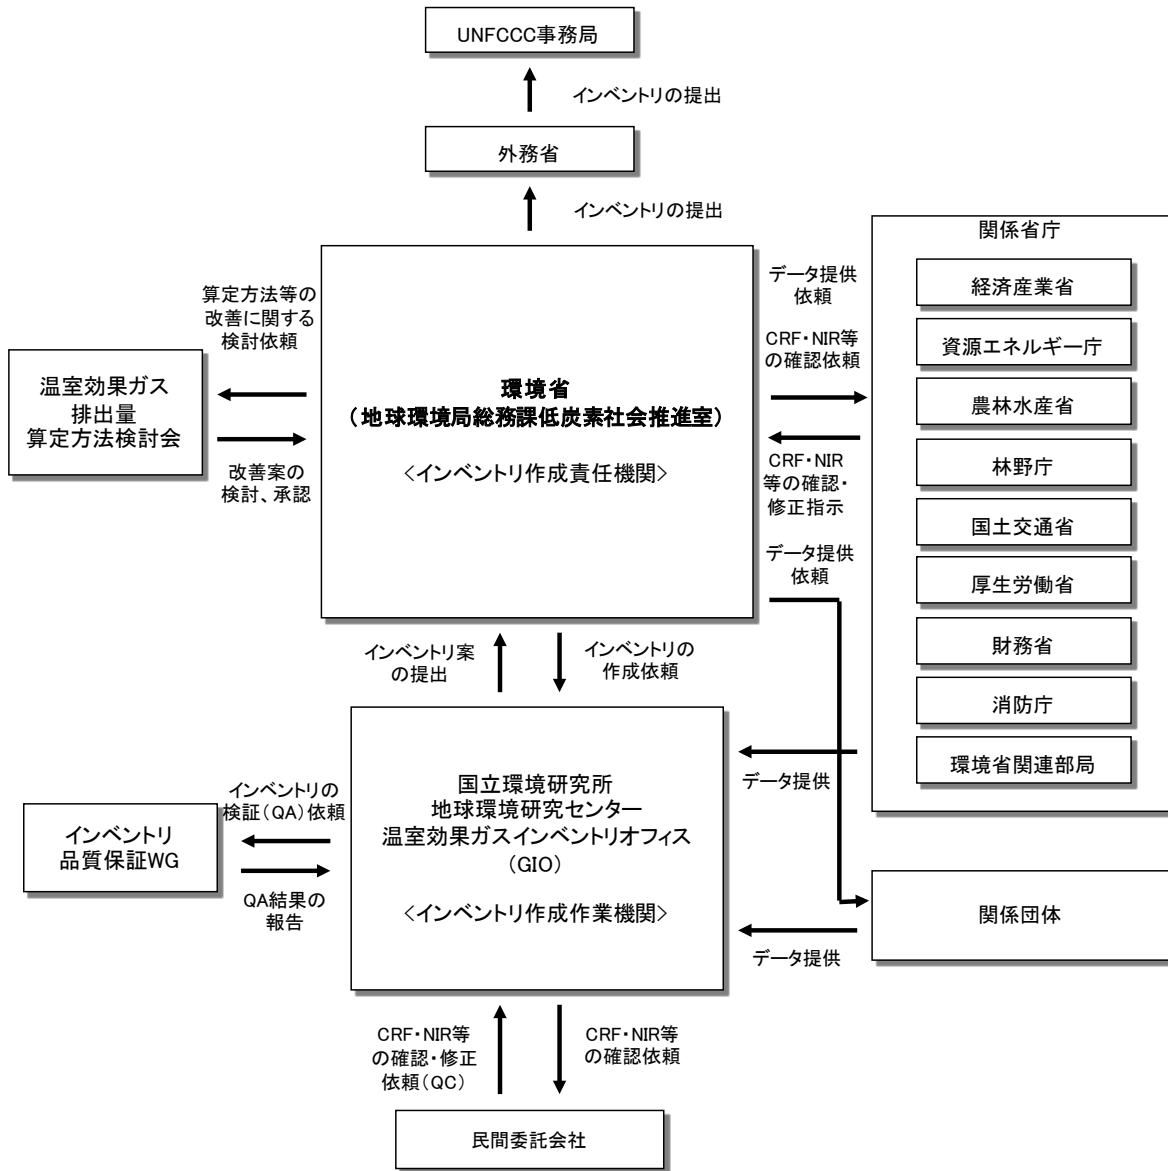 UNFCCC事務局
インベントリの提出
外務省
インベントリの提出
関係省庁
経済産業省
資源エネルギー庁
農林水産省
林野庁
国土交通省
厚生労働省
財務省
消防庁
環境省関連部局
データ提供
依頼
CRF・NIR等
の確認依頼
CRF・NIR
等の確認・
修正指示
データ提供
依頼
算定方法等の
改善に関する
検討依頼
温室効果ガス
排出量
算定方法検討会
改善案の
検討、承認
環境省
（地球環境局総務課低炭素社会推進室）
＜インベントリ作成責任機関＞
インベントリ案
の提出
インベントリの
作成依頼
国立環境研究所
地球環境研究センター
温室効果ガスインベントリオフィス
（GIO）
＜インベントリ作成作業機関＞
データ提供
インベントリの
検証（QA）依頼
インベントリ
品質保証WG
QA結果の
報告
関係団体
データ提供
CRF・NIR等
の確認・修正
依頼（QC）
CRF・NIR等
の確認依頼
民間委託会社